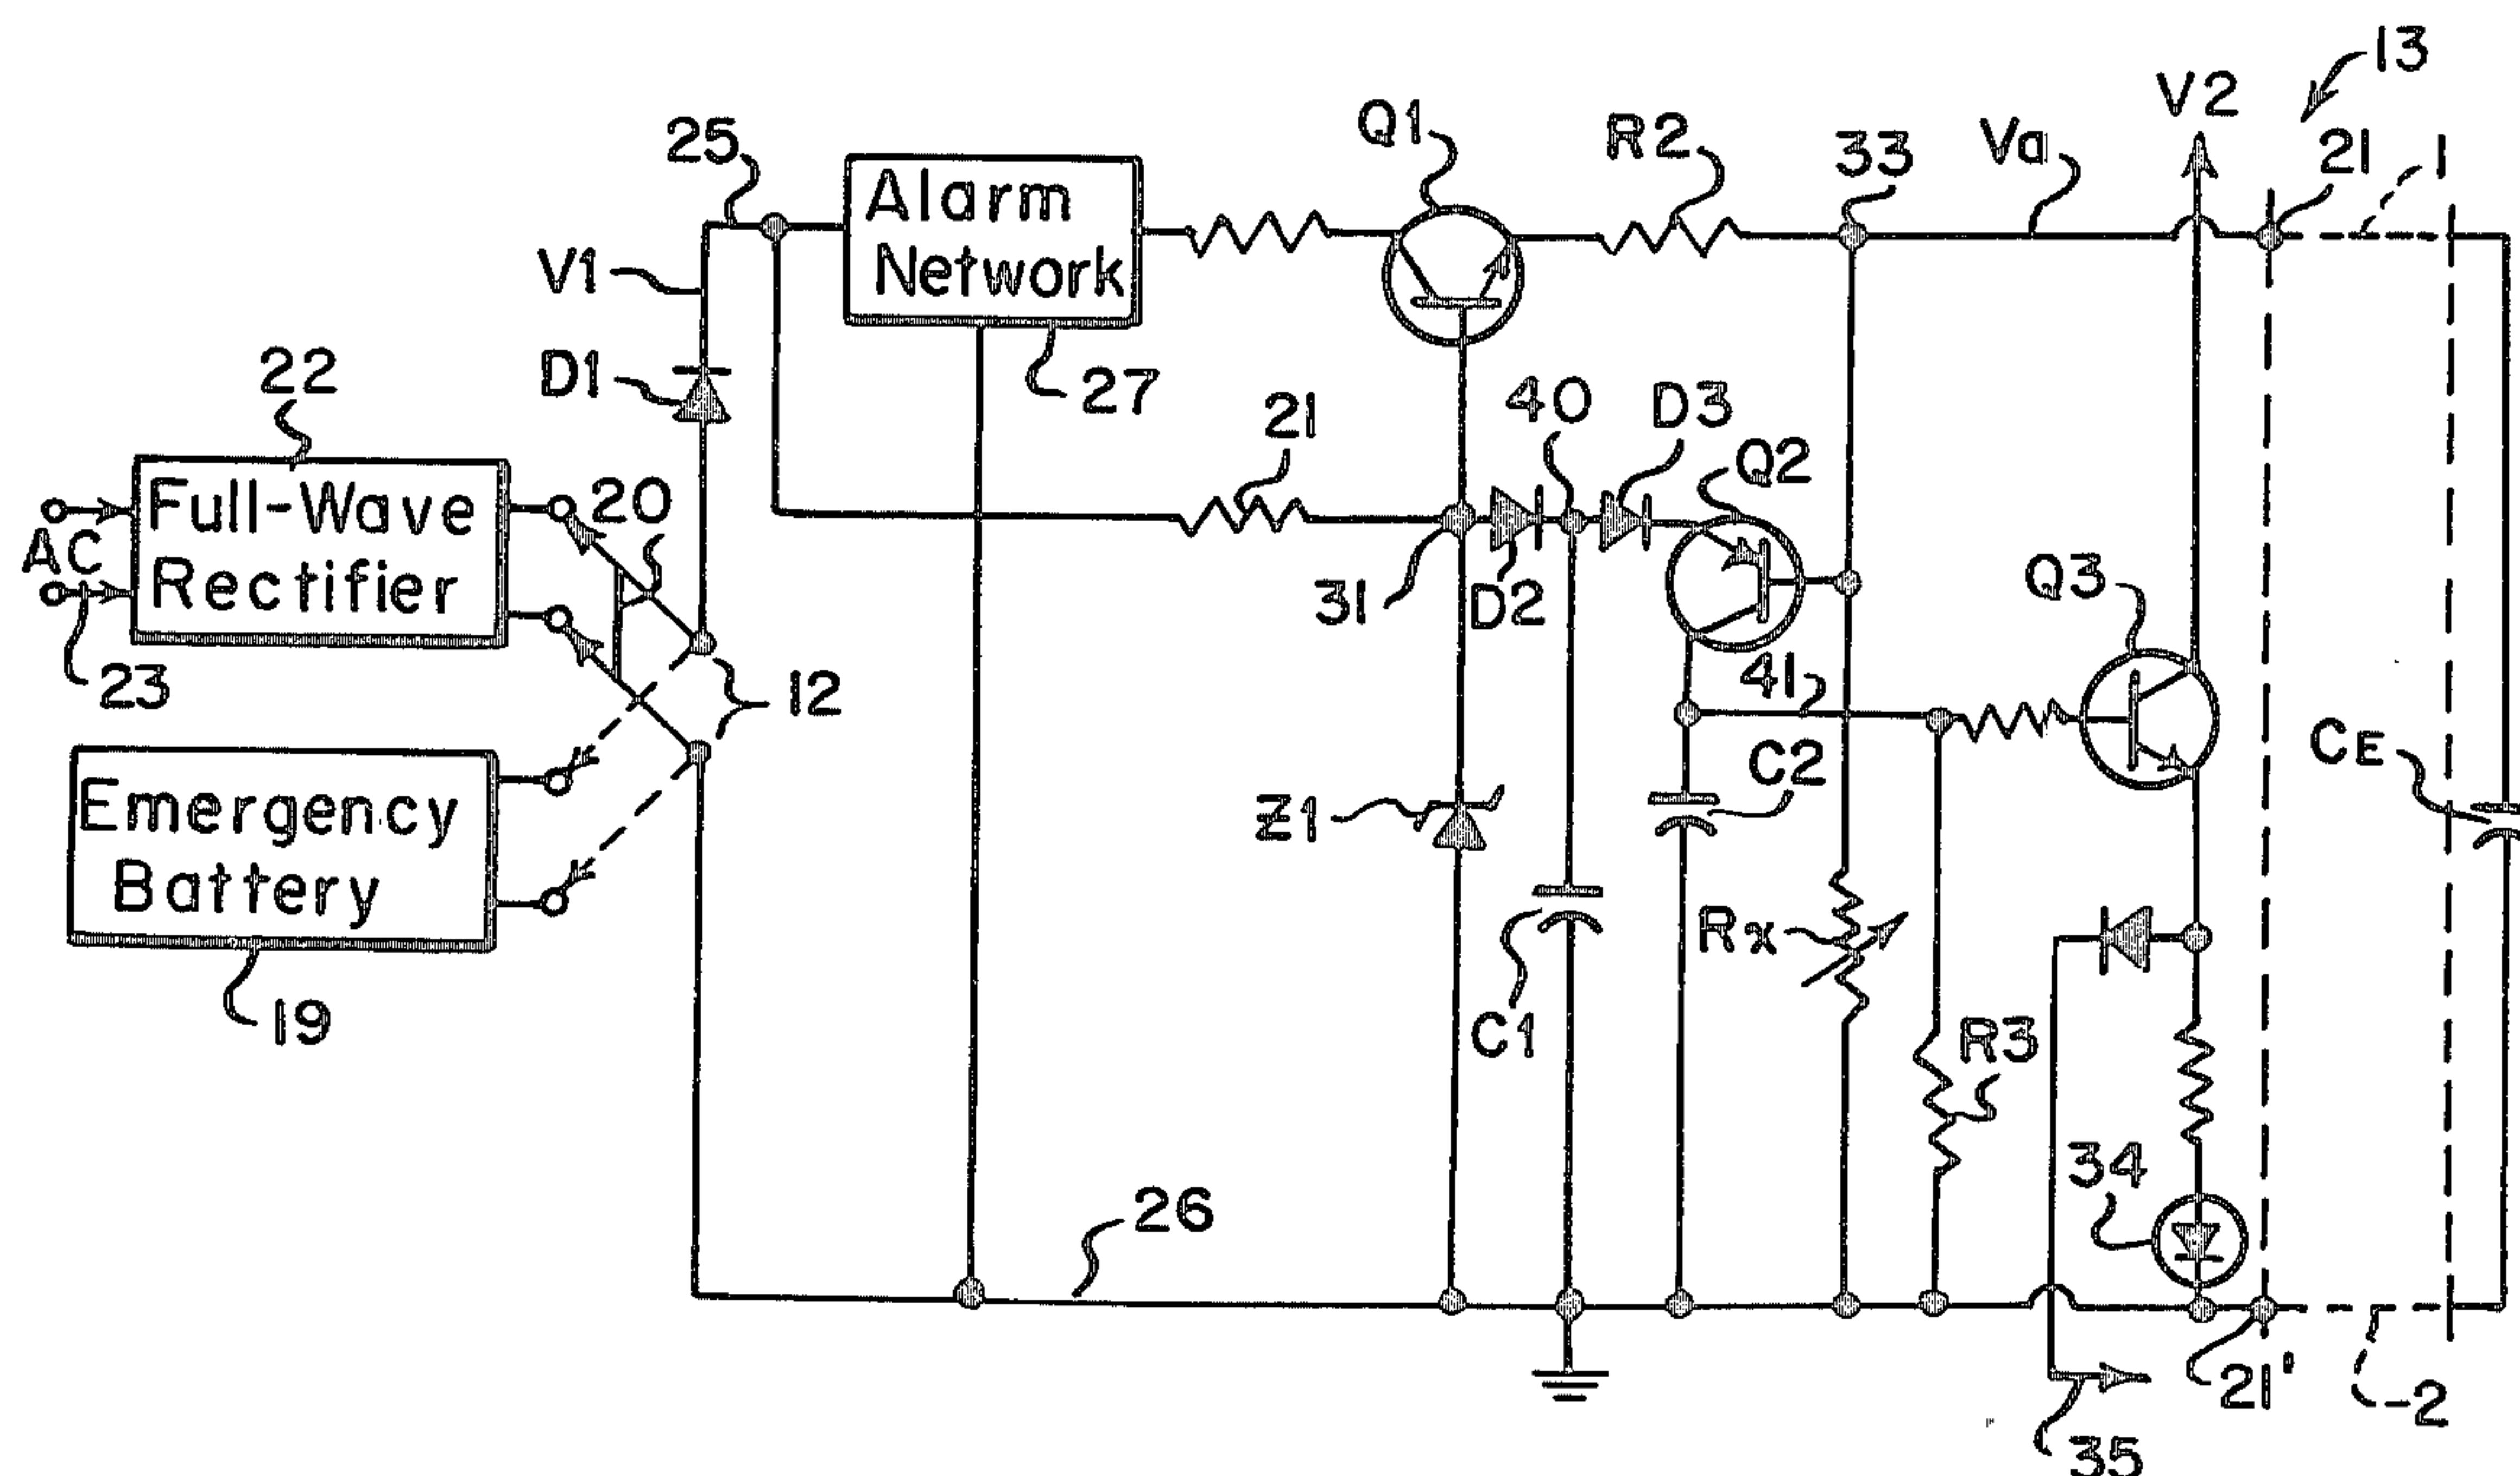 13
V2
25
Q1
R2
33
Va
21
1
Alarm
Network
V1
D1
22
27
21
40
D3
Q2
Full-Wave
Rectifier
AC
20
31
D2
Q3
23
12
41
C2
CE
Emergency
Battery
Z1
Rx
19
C1
R3
34
26
21'
2
35